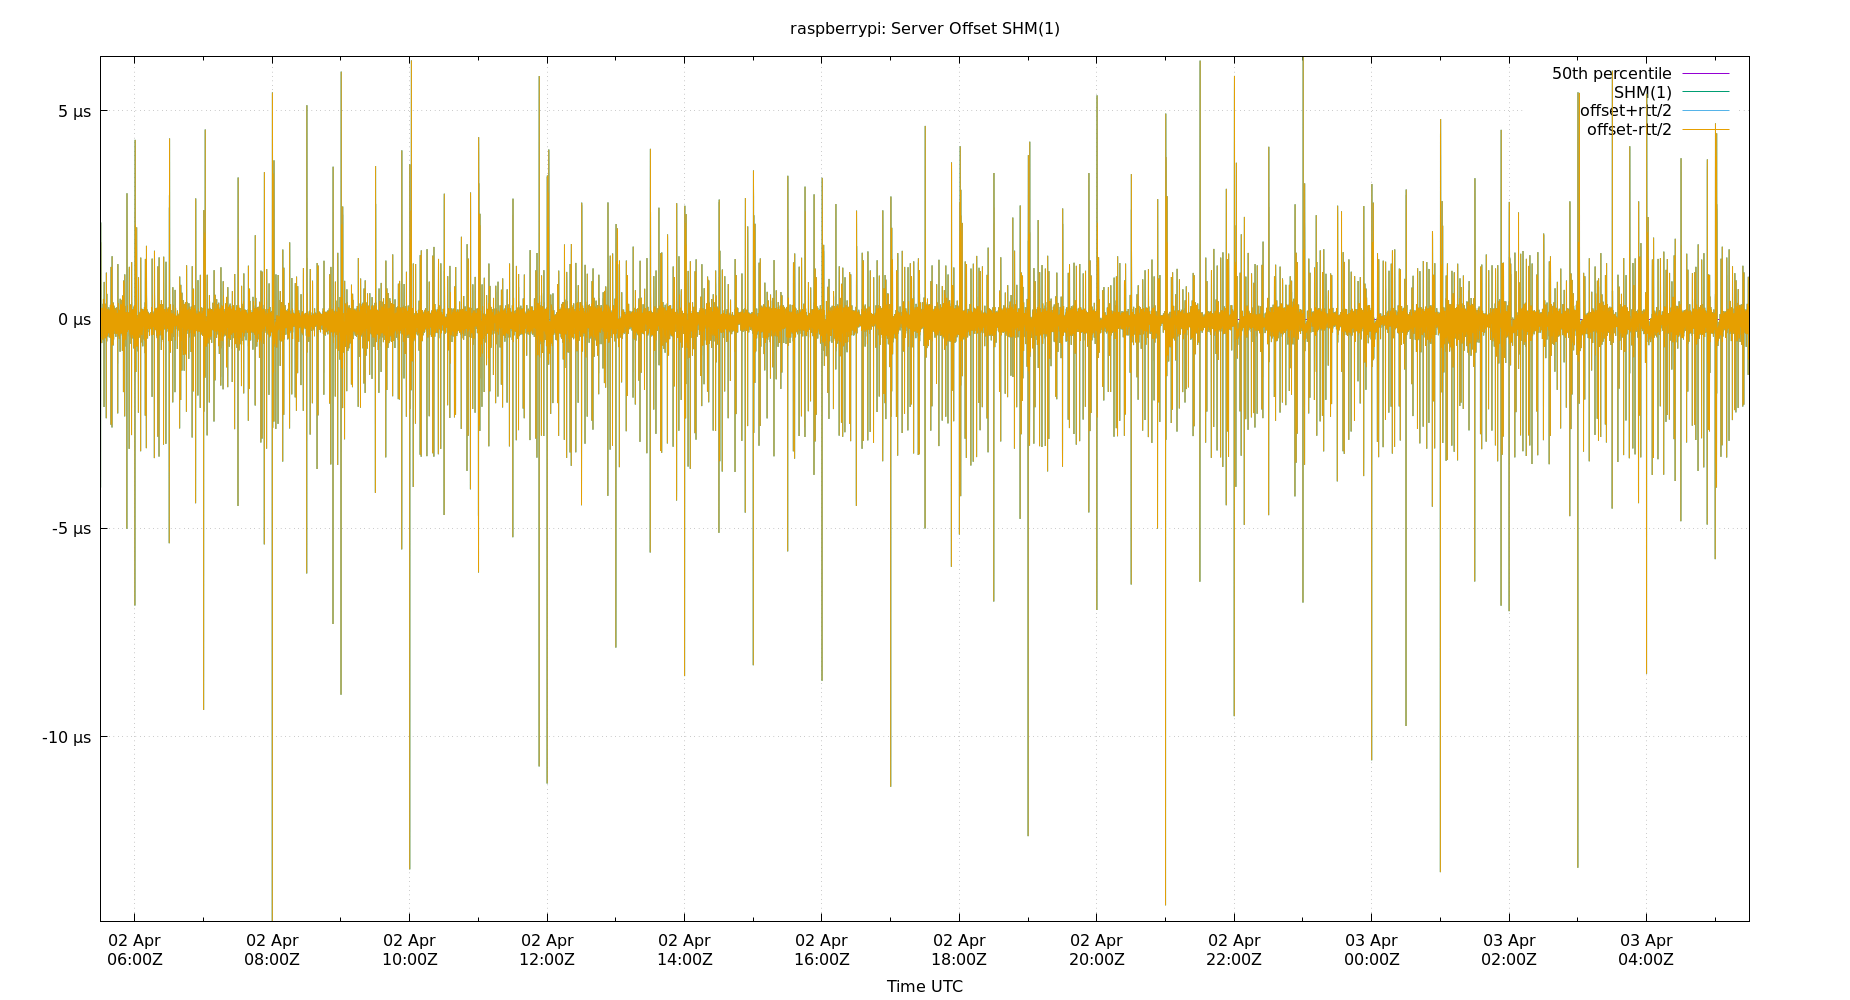 raspberrypi: Server Offset SHM(1)
50th percentile
SHM(1)
offset+rtt/2
offset-rtt/2
5 µs
0 µs
-5 µs
-10 µs
02 Apr 02 Apr 02 Apr 02 Apr 02 Apr 02 Apr 02 Apr 02 Apr 02 Apr 03 Apr 03 Apr 03 Apr
06:00Z 08:00Z 10:00Z 12:00Z 14:00Z 16:00Z 18:00Z 20:00Z 22:00Z 00:00Z 02:00Z 04:00Z
Time UTC